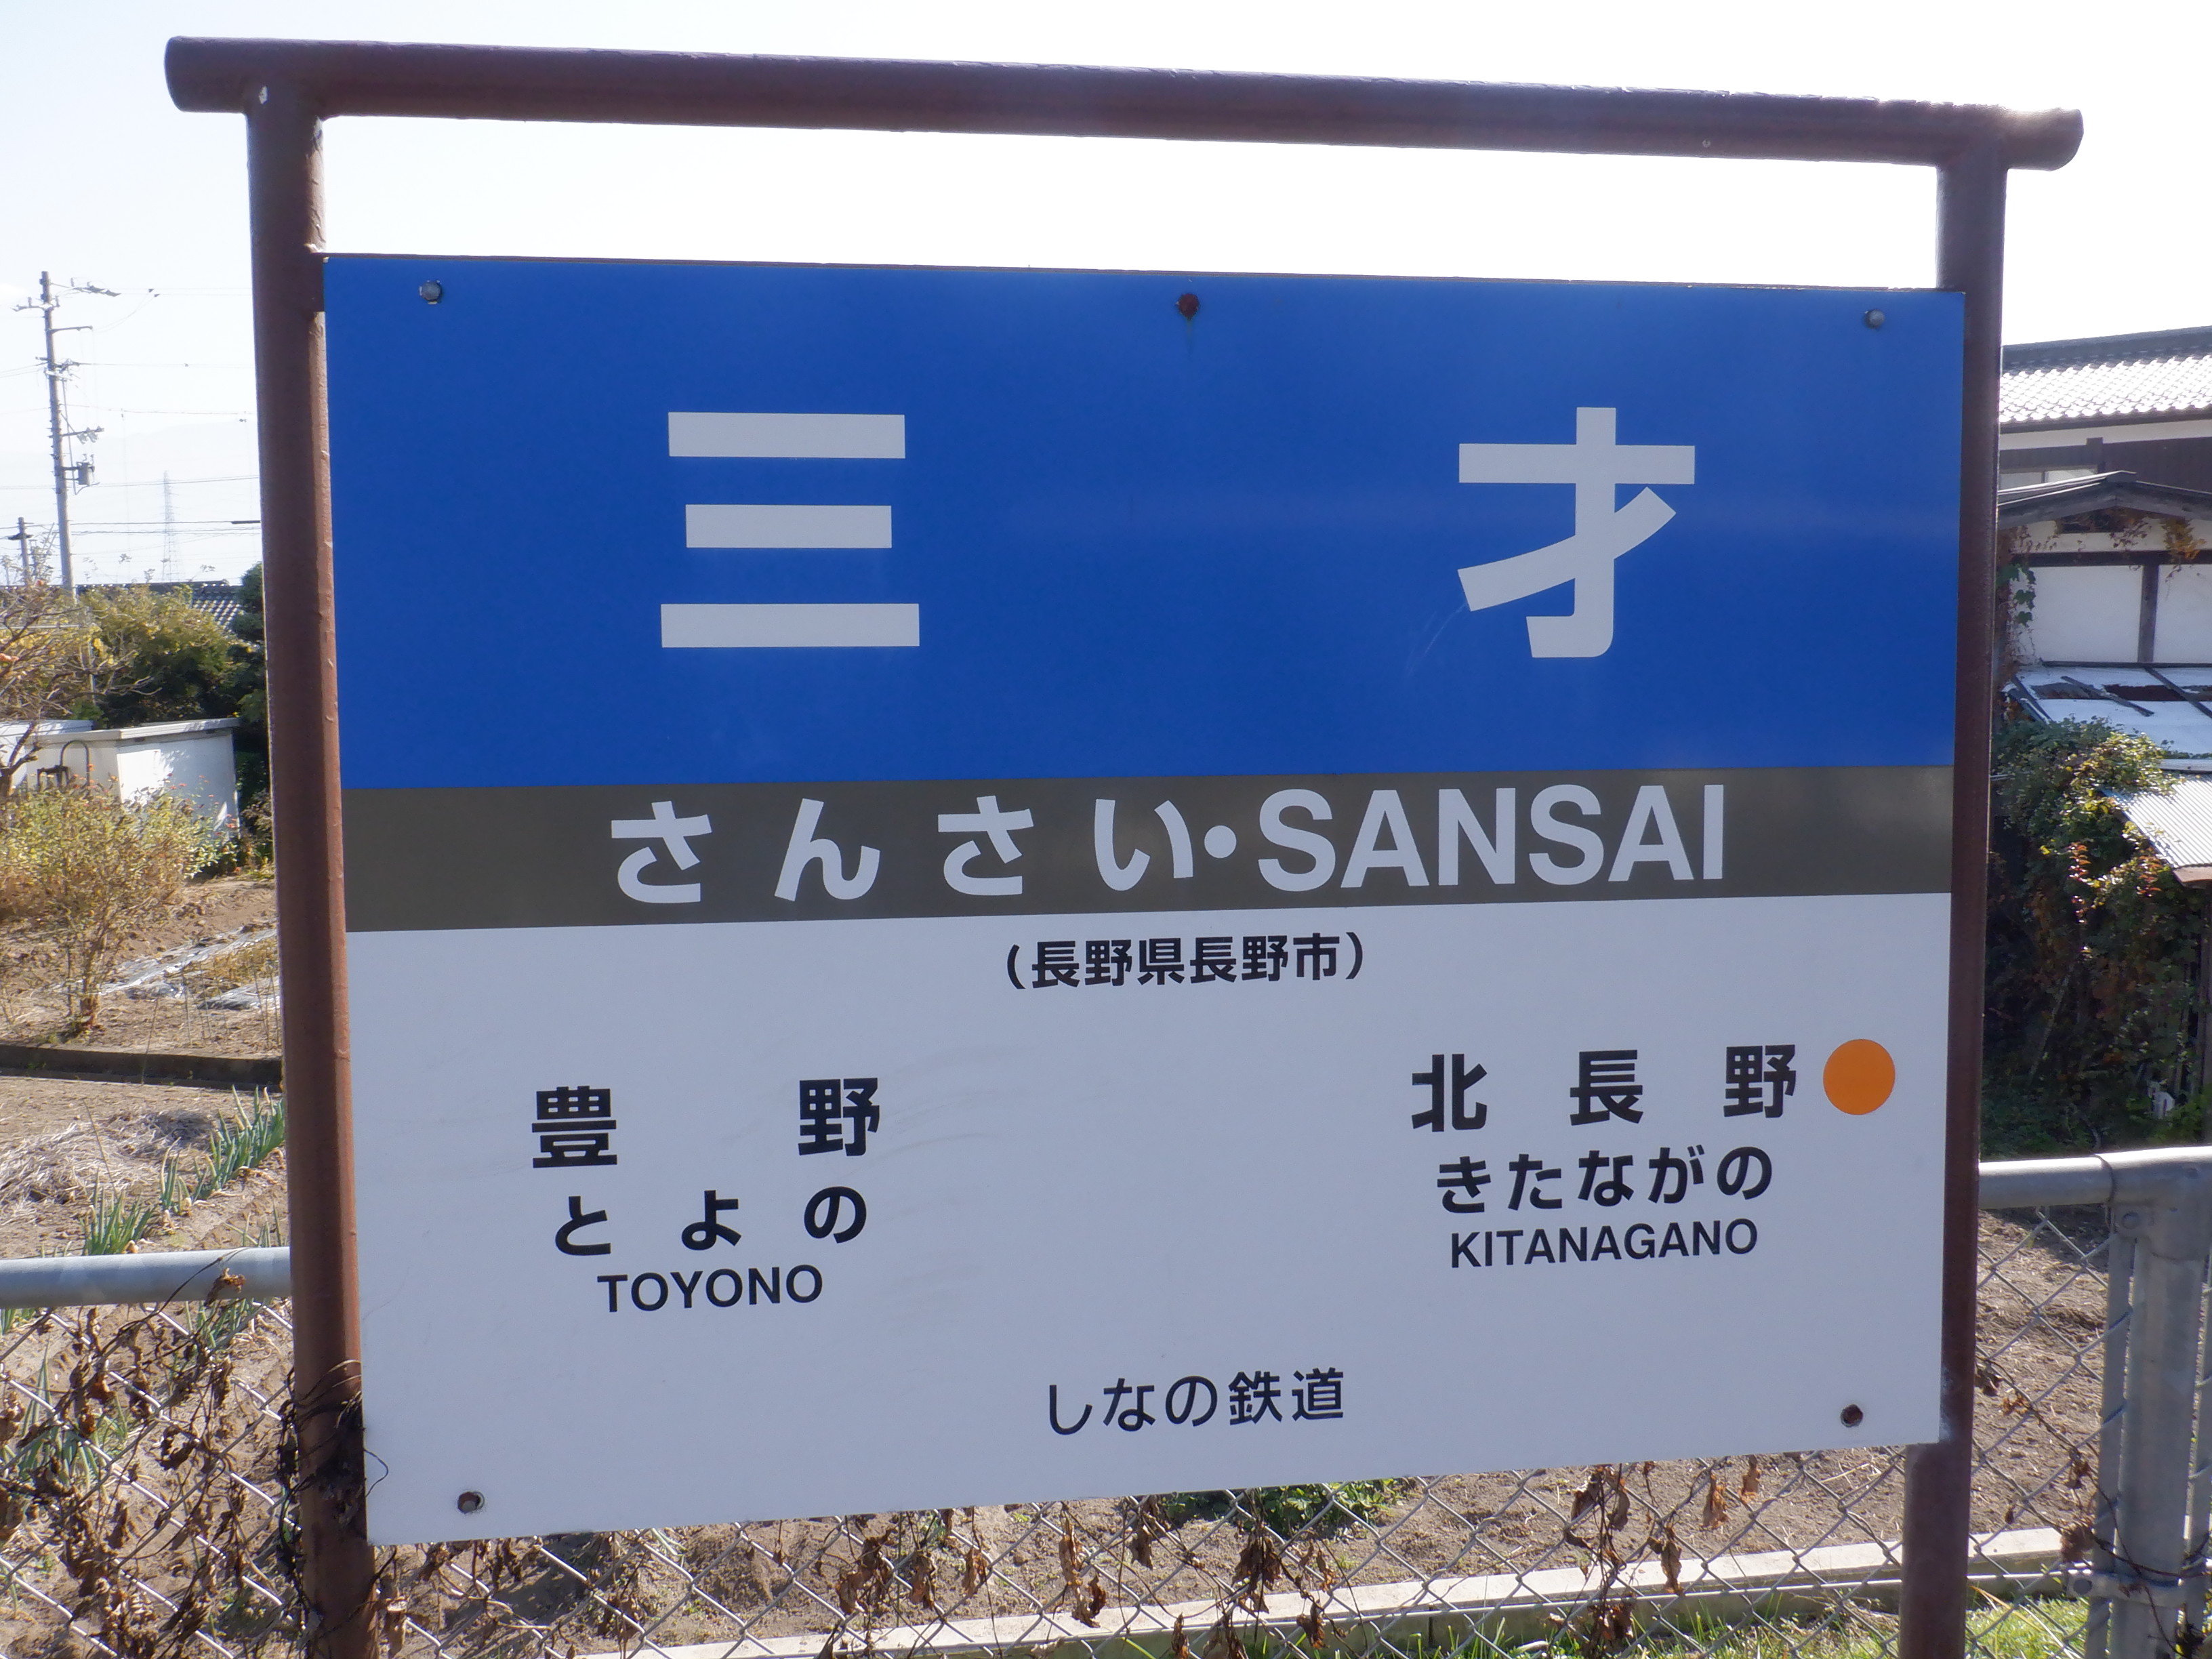 三才
さんさい・SANSAI
(長野県長野市)
豊野
とよの
TOYONO
北長野
きたながの
KITANAGANO
しなの鉄道